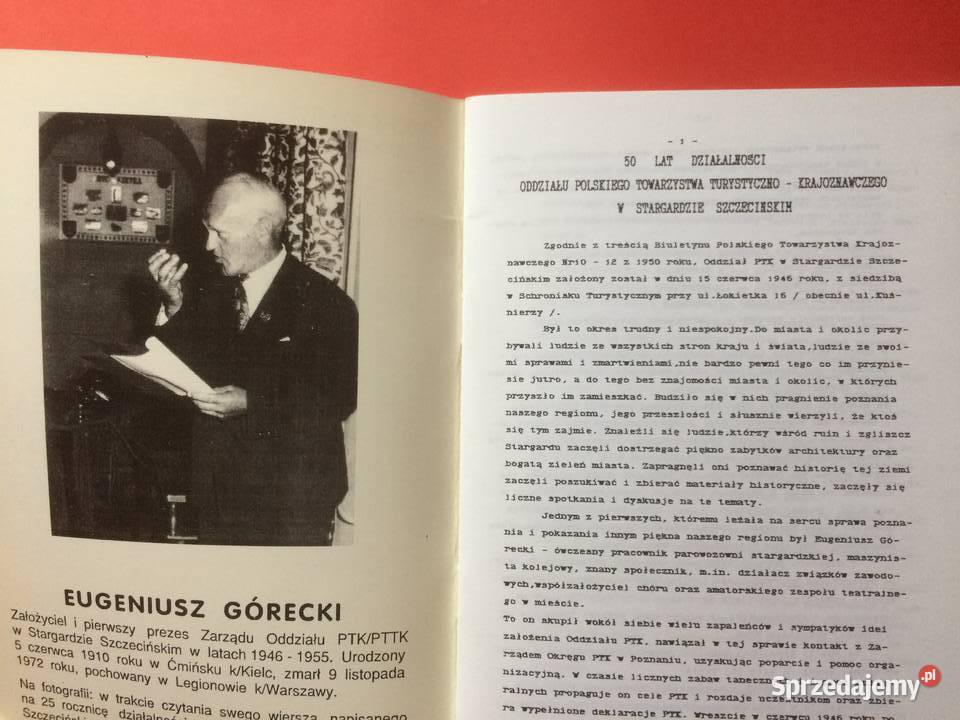 EUGENIUSZ GÓRECKI
Założyciel i pierwszy prezes Zarządu Oddziału PTK/PTTK
w Stargardzie Szczecińskim w latach 1946 - 1955. Urodzony
5 czerwca 1910 roku w Ćmińsku k/Kielc, zmarł 9 listopada
1972 roku, pochowany w Legionowie k/Warszawy.
Na fotografii: w trakcie czytania swego wiersza, napisanego
na 25 rocznicę działalności
- 3 -
50 LAT DZIAŁALNOŚCI
ODDZIAŁU POLSKIEGO TOWARZYSTWA TURYSTYCZNO - KRAJOZNAWCZEGO
W STARGARDZIE SZCZECIŃSKIM
Zgodnie z treścią Biuletynu Polskiego Towarzystwa Krajoz-
nawczego Nr10 - 12 z 1950 roku, Oddział PTK w Stargardzie Szcze-
cińskim założony został w dniu 15 czerwca 1946 roku, z siedzibą
w Schronisku Turystycznym przy ul.Łokietka 16 / obecnie ul.Kuś-
nierzy /.
Był to okres trudny i niespokojny.Do miasta i okolic przy-
bywali ludzie ze wszystkich stron kraju i świata,ludzie ze swoi-
mi sprawami i zmartwieniami,nie bardzo pewni tego co im przynie-
sie jutro, a do tego bez znajomości miasta i okolic, w których
przyszło im zamieszkać. Budziło się w nich pragnienie poznania
naszego regionu, jego przeszłości i słusznie wierzyli, że ktoś
się tym zajmie. Znaleźli się ludzie,którzy wśród ruin i zgliszcz
Stargardu zaczęli dostrzegać piękno zabytków architektury oraz
bogatą zieleń miasta. Zapragnęli oni poznawać historię tej ziemi
zaczęli poszukiwać i zbierać materiały historyczne, zaczęły się
liczne spotkania i dyskusje na te tematy.
Jednym z pierwszych, któremu leżała na sercu sprawa pozna-
nia i pokazania innym piękna naszego regionu był Eugeniusz Gó-
recki - ówczesny pracownik parowozowni stargardzkiej, maszynis-
ta kolejowy, znany społecznik, m.in. działacz związków zawodo-
wych,współzałożyciel chóru oraz amatorskiego zespołu teatralne-
go w mieście.
To on skupił wokół siebie wielu zapaleńców i sympatyków idei
założenia Oddziału PTK, nawiązał w tej sprawie kontakt z Za-
rządem Okręgu PTK w Poznaniu, uzyskując poparcie i pomoc orga-
nizacyjną. W czasie licznych zabaw tanecznych
ralnych propaguje on cele PTK i rozdaje uczestnikom do zebra-
nia wypełnione deklaracje PTK. Wreszcie w czerwcu 1946 roku
Sprzedajemy.pl